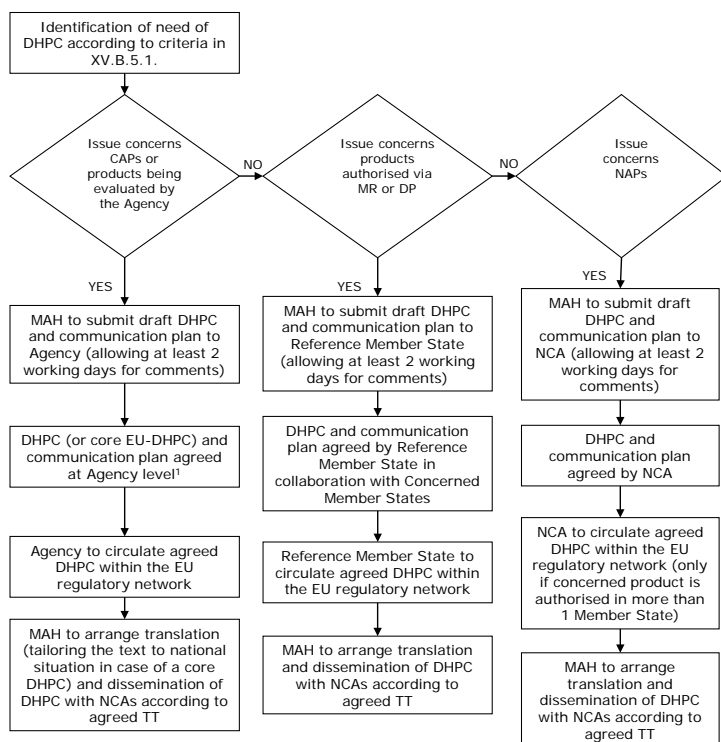 Identification of need of
DHPC according to criteria in
XV.B.5.1.
Issue concerns
CAPs or
products being
evaluated by
the Agency
NO
Issue concerns
products
authorised via
MR or DP
NO
Issue
concerns
NAPs
YES
MAH to submit draft DHPC
and communication plan to
Agency (allowing at least 2
working days for comments)
DHPC (or core EU-DHPC) and
communication plan agreed
at Agency level¹
Agency to circulate agreed
DHPC within the EU
regulatory network
MAH to arrange translation
(tailoring the text to national
situation in case of a core
DHPC) and dissemination of
DHPC with NCAs according to
agreed TT
YES
MAH to submit draft DHPC
and communication plan to
Reference Member State
(allowing at least 2 working
days for comments)
DHPC and communication
plan agreed by Reference
Member State in
collaboration with Concerned
Member States
Reference Member State to
circulate agreed DHPC within
the EU regulatory network
MAH to arrange translation
and dissemination of DHPC
with NCAs according to
agreed TT
YES
MAH to submit draft
DHPC and
communication plan to
NCA (allowing at least 2
working days for
comments)
DHPC and
communication plan
agreed by NCA
NCA to circulate agreed
DHPC within the EU
regulatory network (only
if concerned product is
authorised in more than
1 Member State)
MAH to arrange
translation and
dissemination of DHPC
with NCAs according to
agreed TT